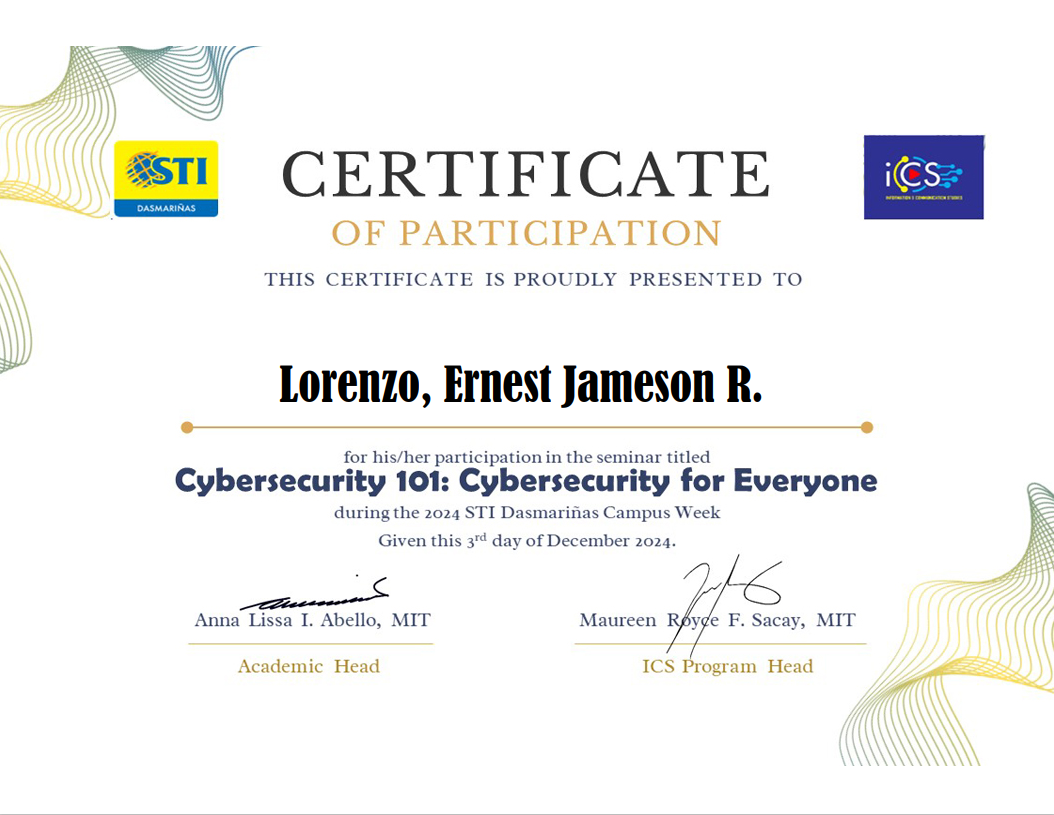 STI
DASMARIÑAS
iCS
INFORMATION & COMMUNICATION STUDIES
CERTIFICATE
OF PARTICIPATION
THIS CERTIFICATE IS PROUDLY PRESENTED TO
Lorenzo, Ernest Jameson R.
for his/her participation in the seminar titled
Cybersecurity 101: Cybersecurity for Everyone
during the 2024 STI Dasmariñas Campus Week
Given this 3rd day of December 2024.
Anna Lissa I. Abello, MIT
Academic Head
Maureen Royce F. Sacay, MIT
ICS Program Head